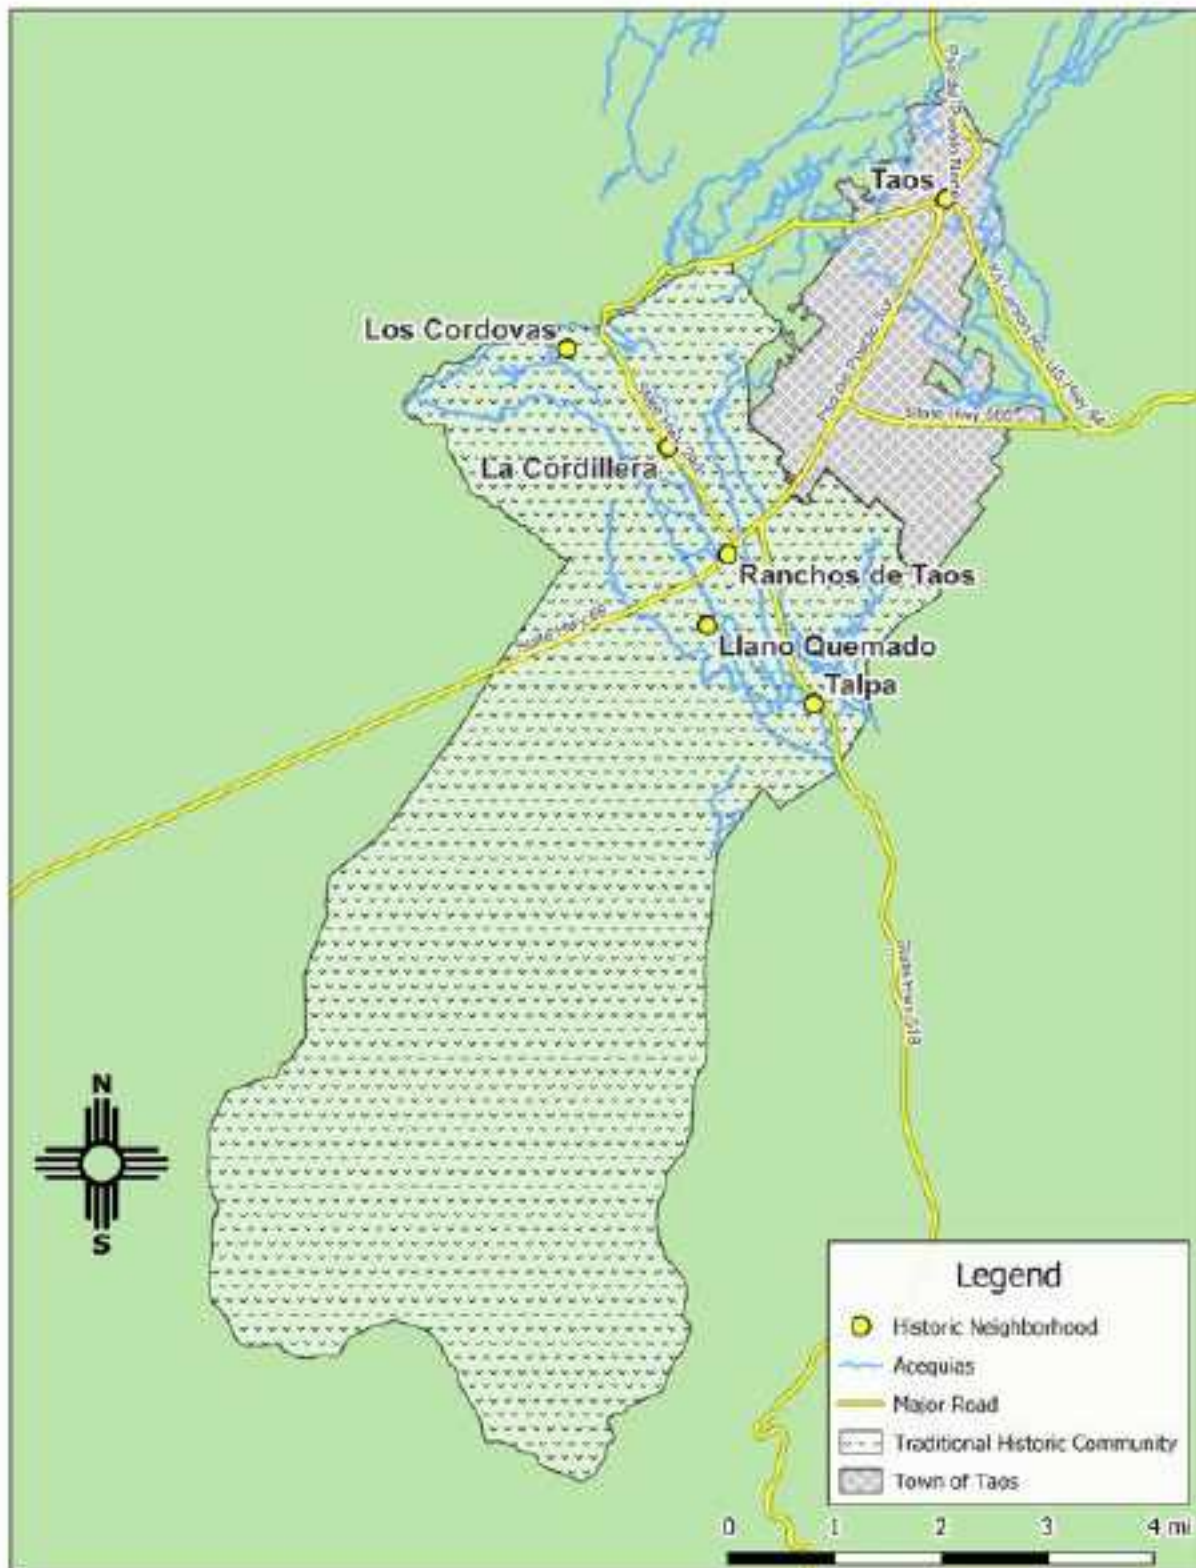 Taos
Los Cordovas
La Cordillera
Ranchos de Taos
Llano Quemado
Talpa
N
S
Legend
Historic Neighborhood
Acequias
Major Road
Traditional Historic Community
Town of Taos
0 1 2 3 4 mi